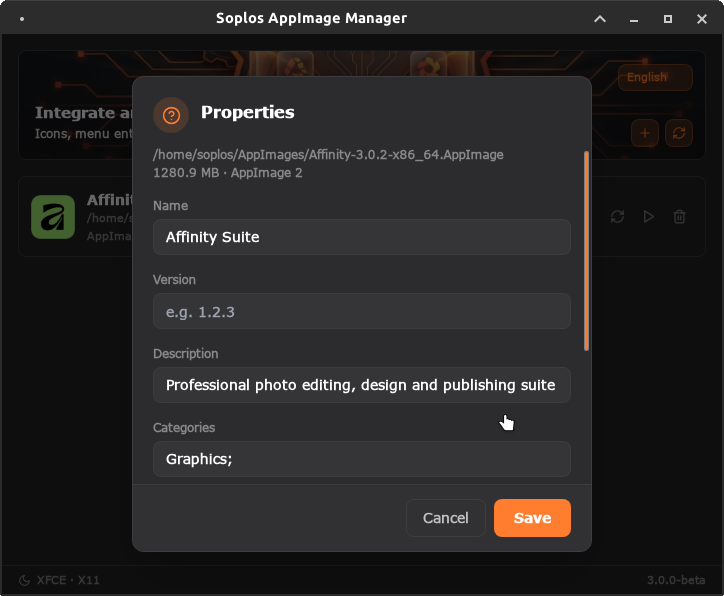 Soplos AppImage Manager
English
Integrate a
Icons, menu ent
Properties
/home/soplos/AppImages/Affinity-3.0.2-x86_64.AppImage
1280.9 MB · AppImage 2
Name
Affinity Suite
Version
e.g. 1.2.3
Description
Professional photo editing, design and publishing suite
Categories
Graphics;
Affinit
/home/s
AppIma
Cancel
Save
XFCE · X11
3.0.0-beta